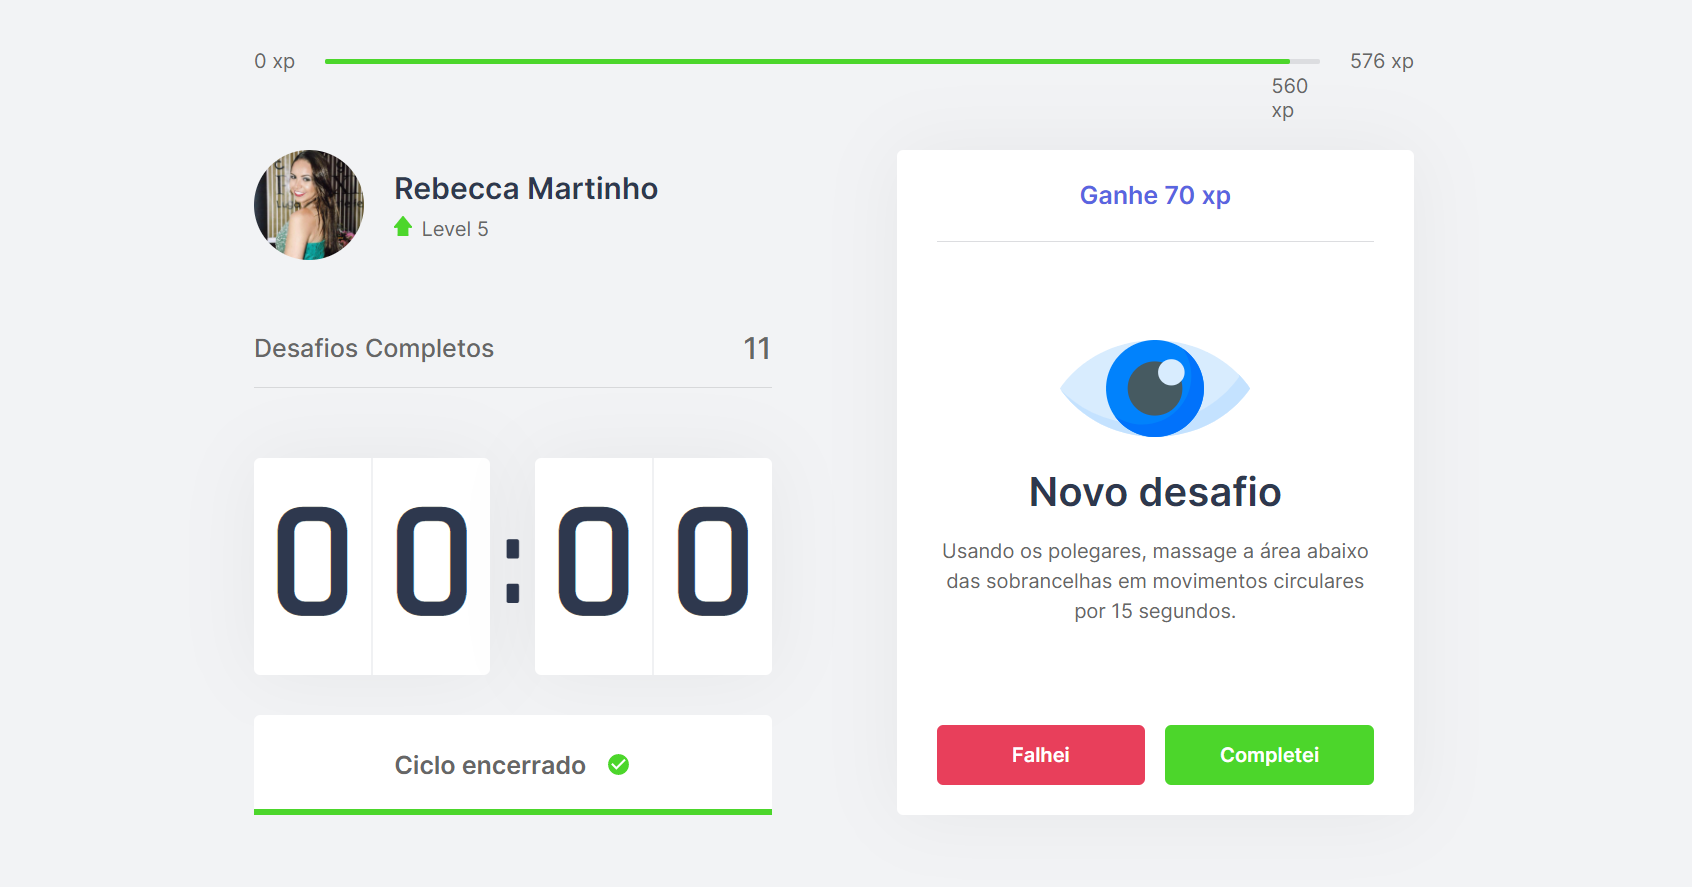 0 xp
576 xp
560
xp
Rebecca Martinho
Level 5
Desafios Completos
11
00:00
Ciclo encerrado
Ganhe 70 xp
Novo desafio
Usando os polegares, massage a área abaixo
das sobrancelhas em movimentos circulares
por 15 segundos.
Falhei
Completei